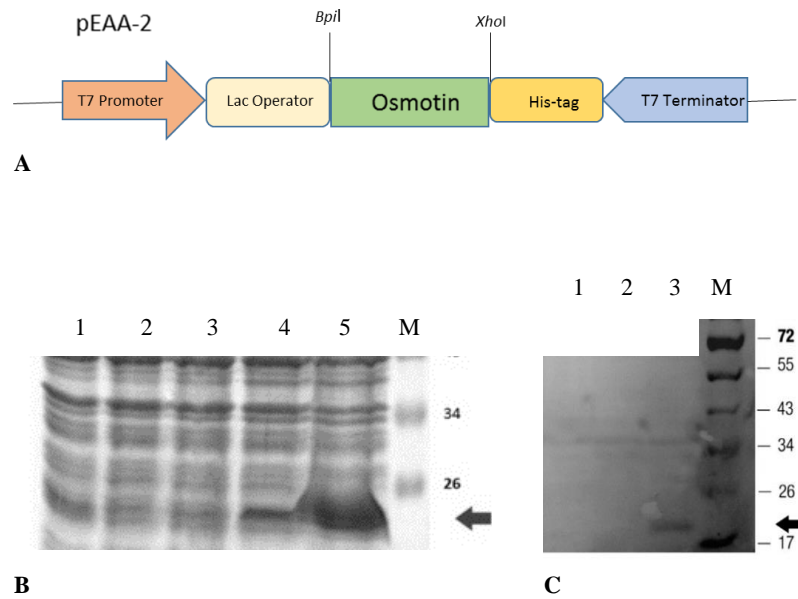 pEAA-2
BpiI
XhoI
T7 Promoter
Lac Operator
Osmotin
His-tag
T7 Terminator
A
1 2 3 M
1 2 3 4 5 M
72
55
43
34
26
17
34
26
B
C